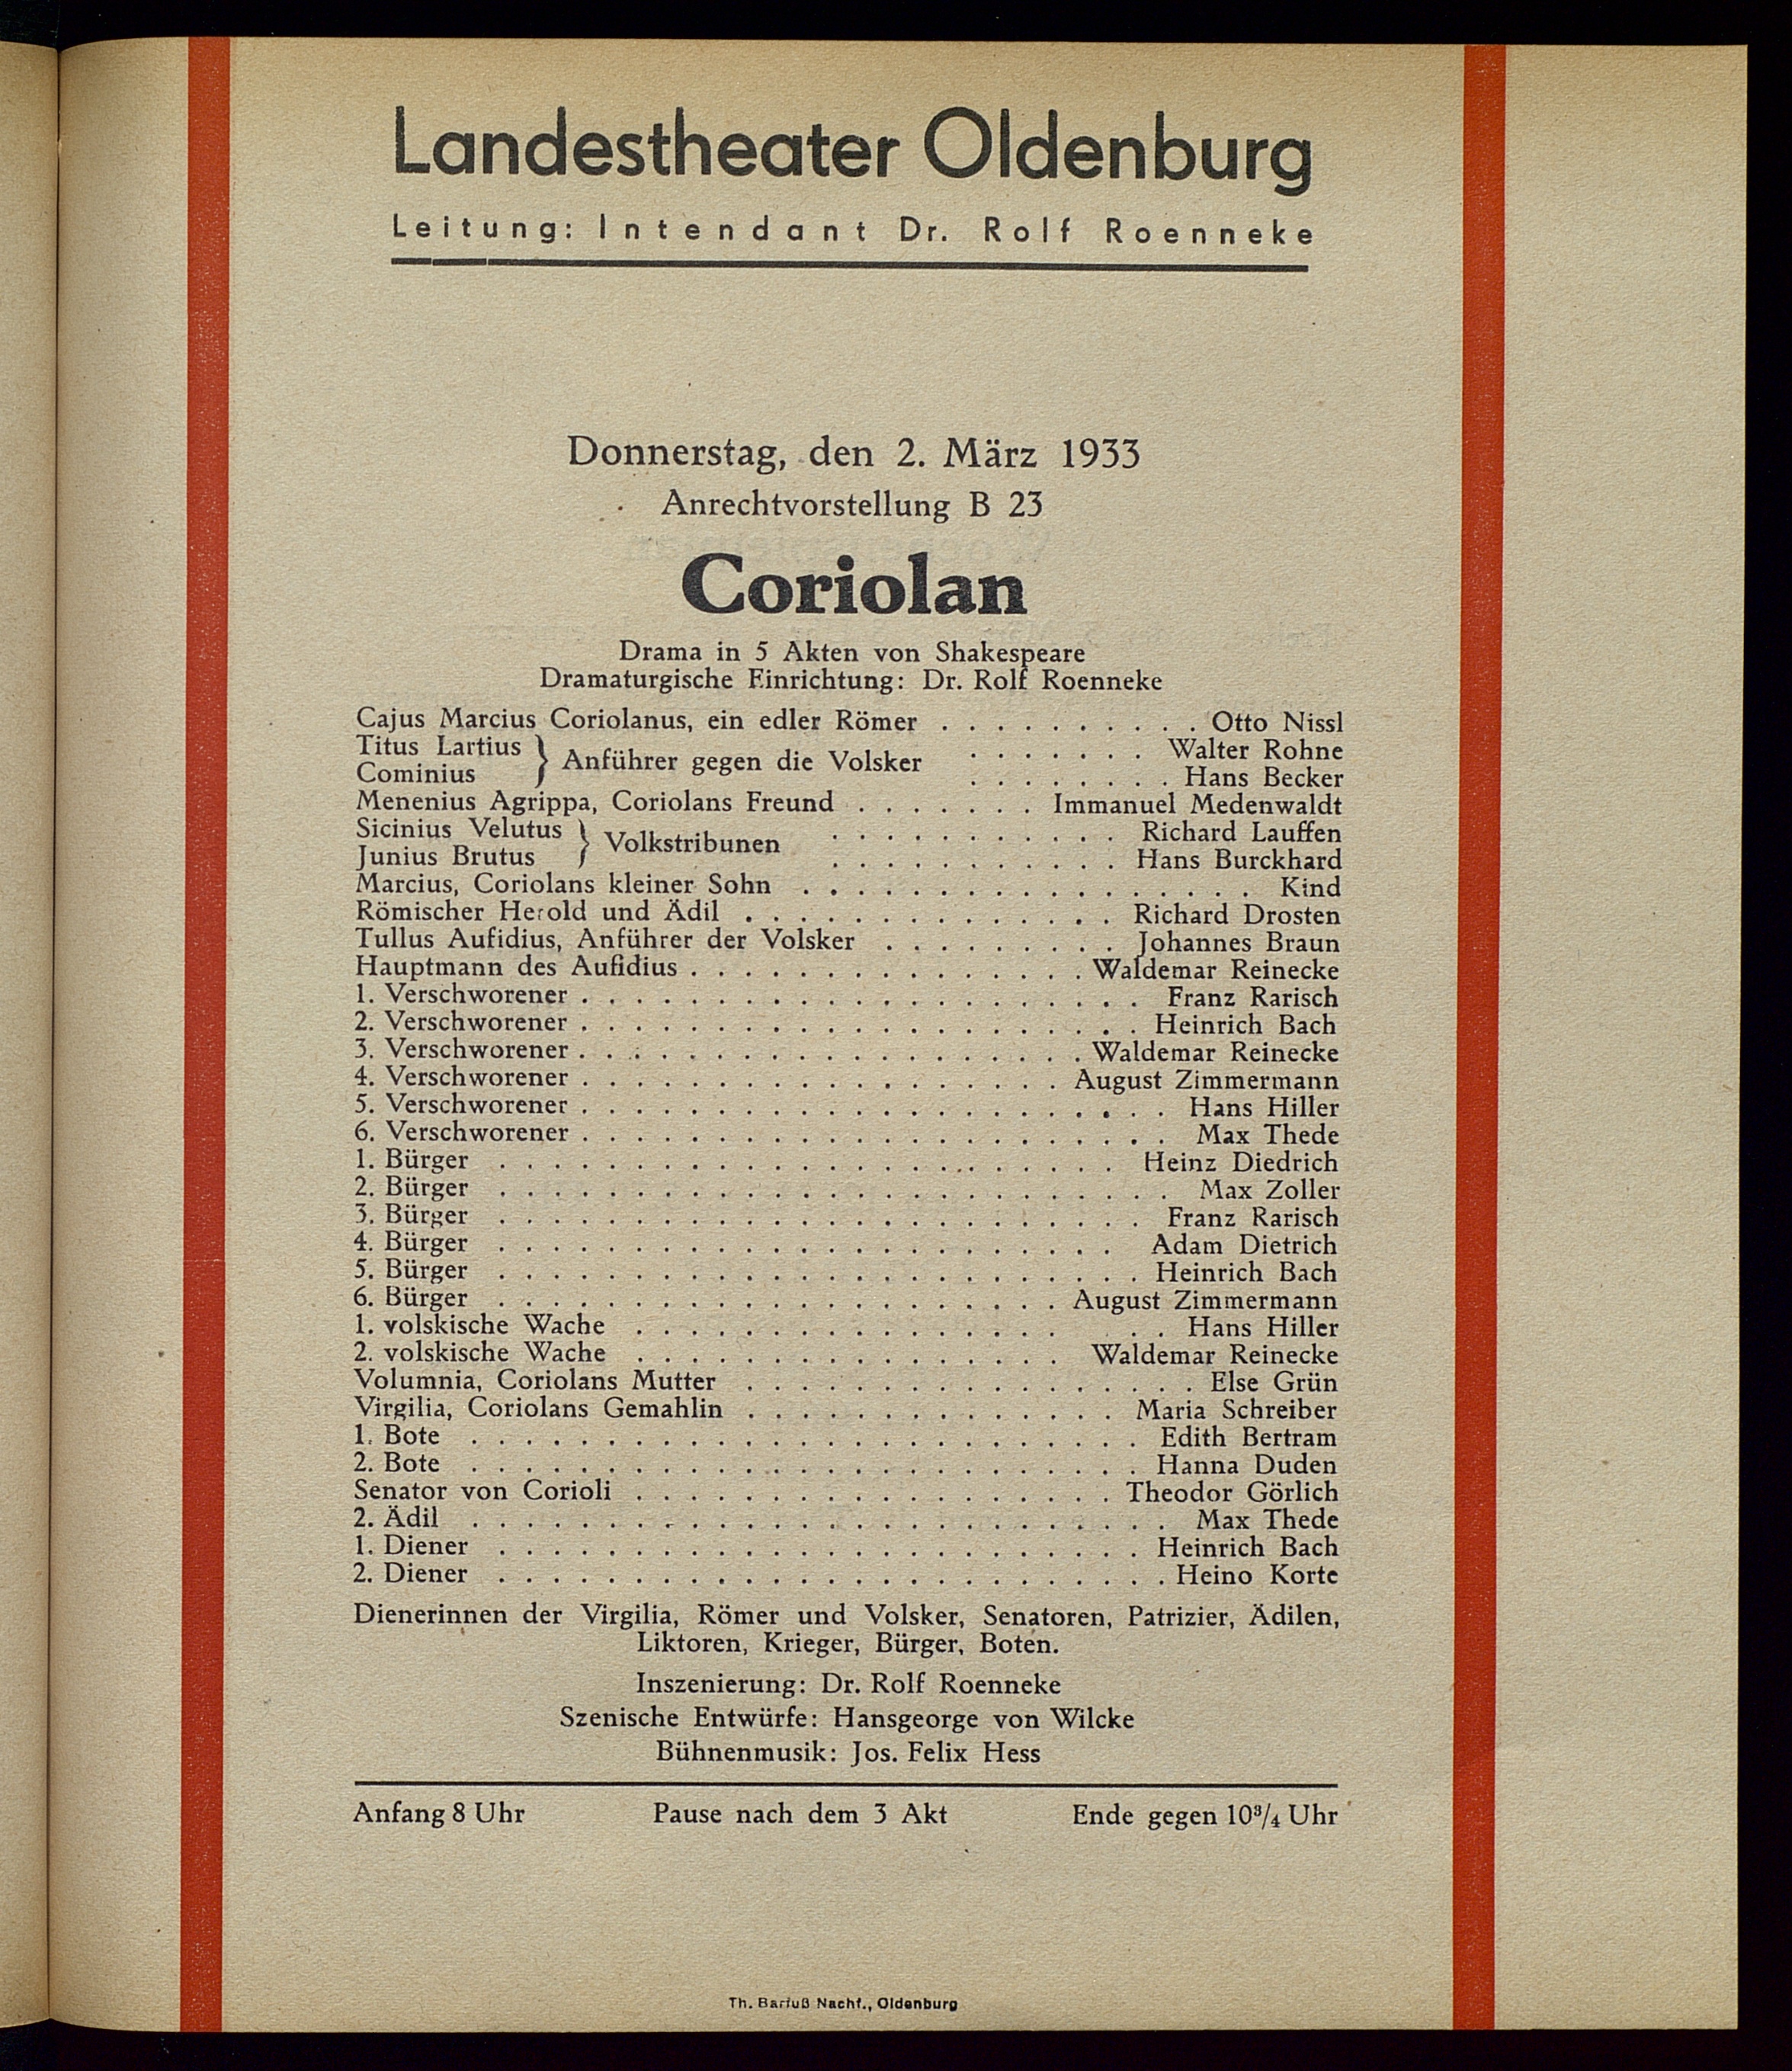 Landestheater Oldenburg
Leitung: Intendant Dr. Rolf Roenneke
Donnerstag, den 2. März 1933
Anrechtvorstellung B 23
Coriolan
Drama in 5 Akten von Shakespeare
Dramaturgische Einrichtung: Dr. Rolf Roenneke
Cajus Marcius Coriolanus, ein edler Römer . . . . . . . . . . Otto Nissl
Titus Lartius } Anführer gegen die Volsker . . . . . . . Walter Rohne
Cominius . . . . . . . . Hans Becker
Menenius Agrippa, Coriolans Freund . . . . . . . Immanuel Medenwaldt
Sicinius Velutus } Volkstribunen . . . . . . . . . . . Richard Lauffen
Junius Brutus . . . . . . . . . . . Hans Burckhard
Marcius, Coriolans kleiner Sohn . . . . . . . . . . . . . . . . . Kind
Römischer Herold und Ädil . . . . . . . . . . . . . . Richard Drosten
Tullus Aufidius, Anführer der Volsker . . . . . . . . . Johannes Braun
Hauptmann des Aufidius . . . . . . . . . . . . . . . Waldemar Reinecke
1. Verschworener . . . . . . . . . . . . . . . . . . . . . Franz Rarisch
2. Verschworener . . . . . . . . . . . . . . . . . . . . . Heinrich Bach
3. Verschworener . . . . . . . . . . . . . . . . . . . Waldemar Reinecke
4. Verschworener . . . . . . . . . . . . . . . . . . August Zimmermann
5. Verschworener . . . . . . . . . . . . . . . . . . . . . . Hans Hiller
6. Verschworener . . . . . . . . . . . . . . . . . . . . . . Max Thede
1. Bürger . . . . . . . . . . . . . . . . . . . . . . . Heinz Diedrich
2. Bürger . . . . . . . . . . . . . . . . . . . . . . . . . Max Zoller
3. Bürger . . . . . . . . . . . . . . . . . . . . . . . . Franz Rarisch
4. Bürger . . . . . . . . . . . . . . . . . . . . . . . Adam Dietrich
5. Bürger . . . . . . . . . . . . . . . . . . . . . . . . Heinrich Bach
6. Bürger . . . . . . . . . . . . . . . . . . . . . August Zimmermann
1. volskische Wache . . . . . . . . . . . . . . . . . . Hans Hiller
2. volskische Wache . . . . . . . . . . . . . . . . Waldemar Reinecke
Volumnia, Coriolans Mutter . . . . . . . . . . . . . . . . . Else Grün
Virgilia, Coriolans Gemahlin . . . . . . . . . . . . . . Maria Schreiber
1. Bote . . . . . . . . . . . . . . . . . . . . . . . . . Edith Bertram
2. Bote . . . . . . . . . . . . . . . . . . . . . . . . . Hanna Duden
Senator von Corioli . . . . . . . . . . . . . . . . . . Theodor Görlich
2. Ädil . . . . . . . . . . . . . . . . . . . . . . . . . . Max Thede
1. Diener . . . . . . . . . . . . . . . . . . . . . . . . Heinrich Bach
2. Diener . . . . . . . . . . . . . . . . . . . . . . . . . Heino Korte
Dienerinnen der Virgilia, Römer und Volsker, Senatoren, Patrizier, Ädilen,
Liktoren, Krieger, Bürger, Boten.
Inszenierung: Dr. Rolf Roenneke
Szenische Entwürfe: Hansgeorge von Wilcke
Bühnenmusik: Jos. Felix Hess
Anfang 8 Uhr Pause nach dem 3 Akt Ende gegen 10¾ Uhr
Th. Barfuß Nachf., Oldenburg